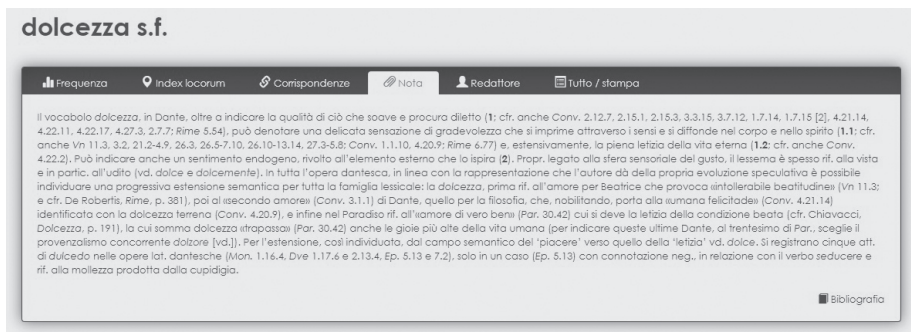 dolcezza s.f.
Frequenza Index locorum Corrispondenze Nota Redattore Tutto / stampa
Il vocabolo dolcezza, in Dante, oltre a indicare la qualità di ciò che soave e procura diletto (1: cfr. anche Conv. 2.12.7, 2.15.1, 2.15.3, 3.3.15, 3.7.12, 1.7.14, 1.7.15 [2], 4.21.14,
4.22.11, 4.22.17, 4.27.3, 2.7.7; Rime 5.54), può denotare una delicata sensazione di gradevolezza che si imprime attraverso i sensi e si diffonde nel corpo e nello spirito (1.1: cfr.
anche Vn 11.3, 3.2, 21.2-4.9, 26.3, 26.5-7.10, 26.10-13.14, 27.3-5.8; Conv. 1.1.10, 4.20.9; Rime 6.77) e, estensivamente, la piena letizia della vita eterna (1.2: cfr. anche Conv.
4.22.2). Può indicare anche un sentimento endogeno, rivolto all'elemento esterno che lo ispira (2). Propr. legato alla sfera sensoriale del gusto, il lessema è spesso rif. alla vista
e in partic. all'udito (vd. dolce e dolcemente). In tutta l'opera dantesca, in linea con la rappresentazione che l'autore dà della propria evoluzione speculativa è possibile
individuare una progressiva estensione semantica per tutta la famiglia lessicale: la dolcezza, prima rif. all'amore per Beatrice che provoca «intollerabile beatitudine» (Vn 11.3;
e cfr. De Robertis, Rime, p. 381), poi al «secondo amore» (Conv. 3.1.1) di Dante, quello per la filosofia, che, nobilitando, porta alla «umana felicitade» (Conv. 4.21.14)
identificata con la dolcezza terrena (Conv. 4.20.9), e infine nel Paradiso rif. all'«amore di vero ben» (Par. 30.42) cui si deve la letizia della condizione beata (cfr. Chiavacci,
Dolcezza, p. 191), la cui somma dolcezza «trapassa» (Par. 30.42) anche le gioie più alte della vita umana (per indicare queste ultime Dante, al trentesimo di Par., sceglie il
provenzalismo concorrente dolzore [vd.]). Per l'estensione, così individuata, dal campo semantico del 'piacere' verso quello della 'letizia' vd. dolce. Si registrano cinque att.
di dulcedo nelle opere lat. dantesche (Mon. 1.16.4, Dve 1.17.6 e 2.13.4, Ep. 5.13 e 7.2), solo in un caso (Ep. 5.13) con connotazione neg., in relazione con il verbo seducere e
rif. alla mollezza prodotta dalla cupidigia.
Bibliografia